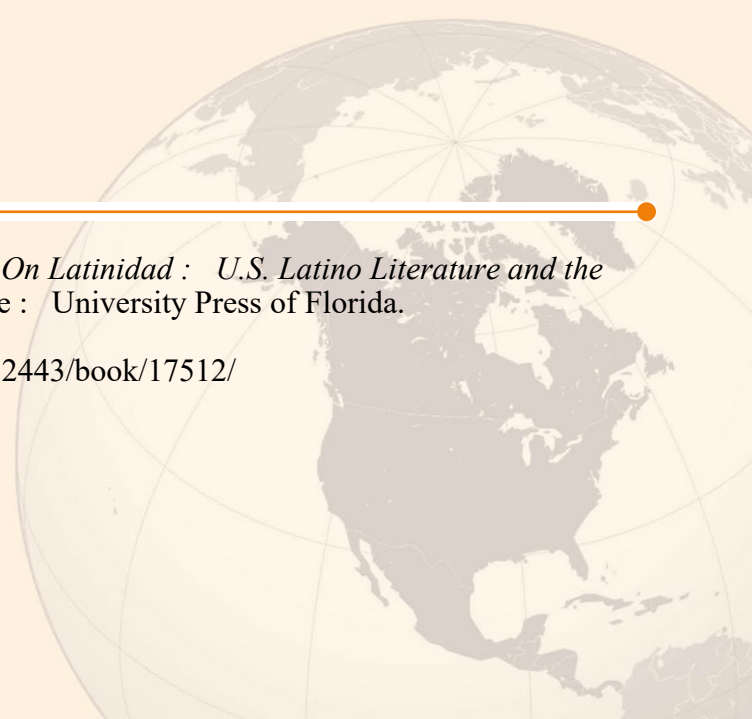 On Latinidad : U.S. Latino Literature and the
e : University Press of Florida.
2443/book/17512/